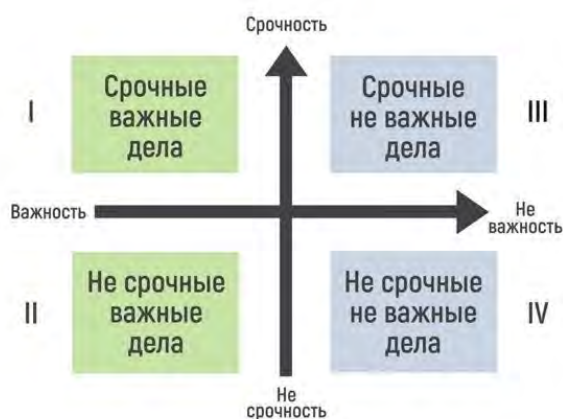 Срочность
I
Срочные
важные
дела
Срочные
не важные
дела
III
Важность
Не
важность
II
Не срочные
важные
дела
Не срочные
не важные
дела
IV
Не
срочность